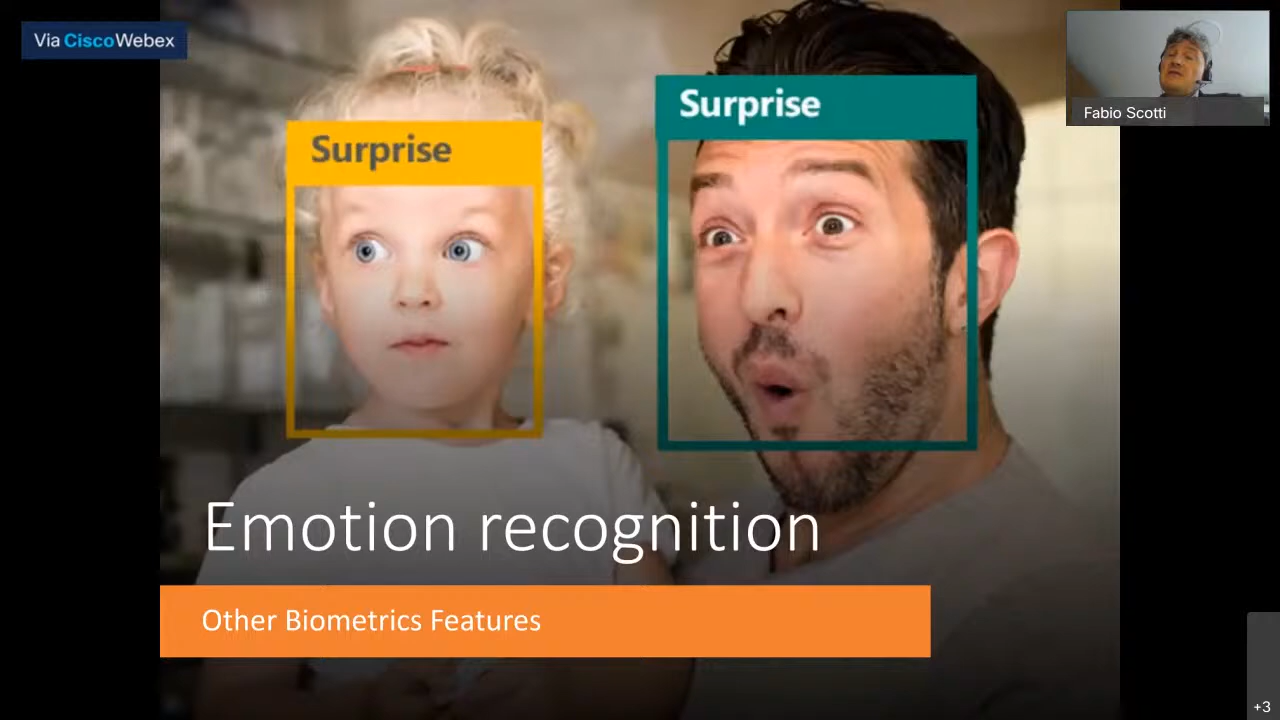 Via CiscoWebex
Fabio Scotti
Surprise
Surprise
Emotion recognition
Other Biometrics Features
+3